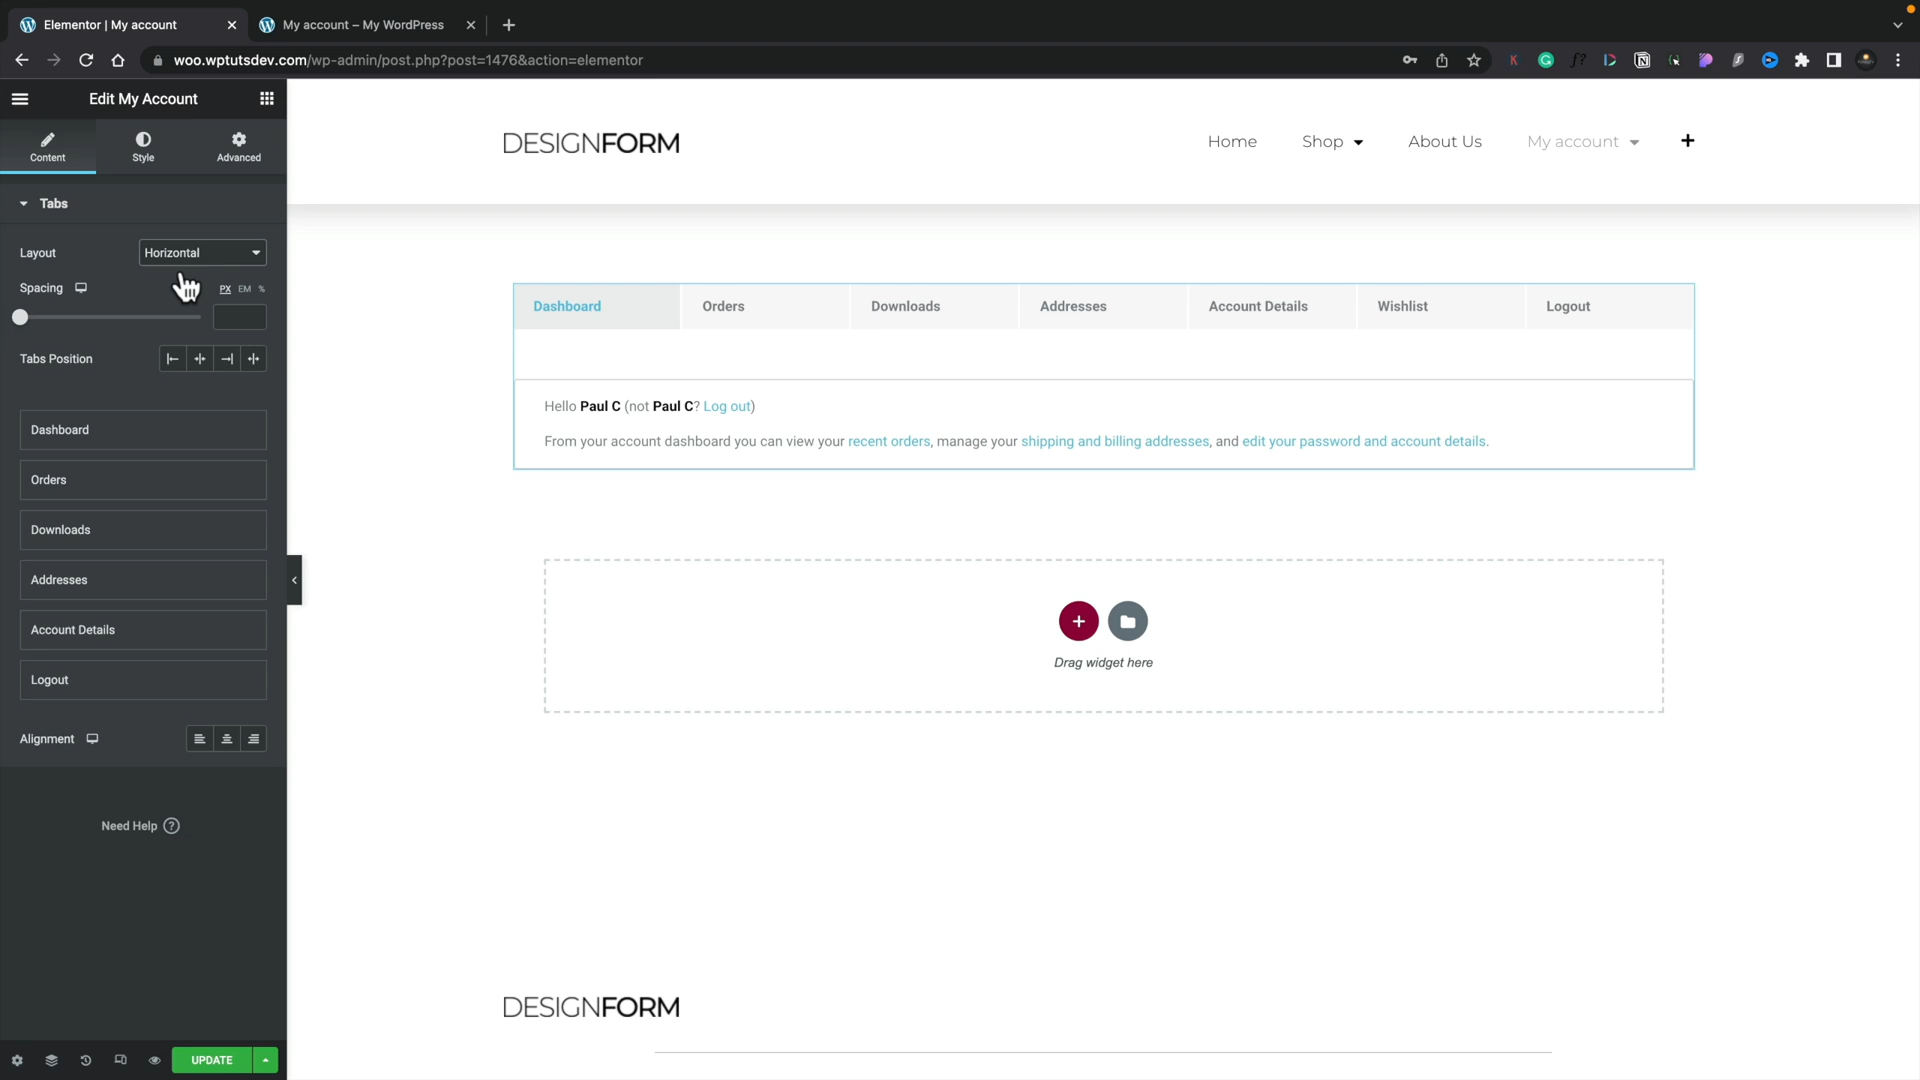 Elementor | My account
My account – My WordPress
woo.wptutsdev.com/wp-admin/post.php?post=1476&action=elementor
Edit My Account
Content
Style
Advanced
Tabs
Layout
Horizontal
Spacing
PX EM %
Tabs Position
Dashboard
Orders
Downloads
Addresses
Account Details
Logout
Alignment
Need Help
UPDATE
DESIGNFORM
Home
Shop
About Us
My account
Dashboard
Orders
Downloads
Addresses
Account Details
Wishlist
Logout
Hello Paul C (not Paul C? Log out)
From your account dashboard you can view your recent orders, manage your shipping and billing addresses, and edit your password and account details.
Drag widget here
DESIGNFORM